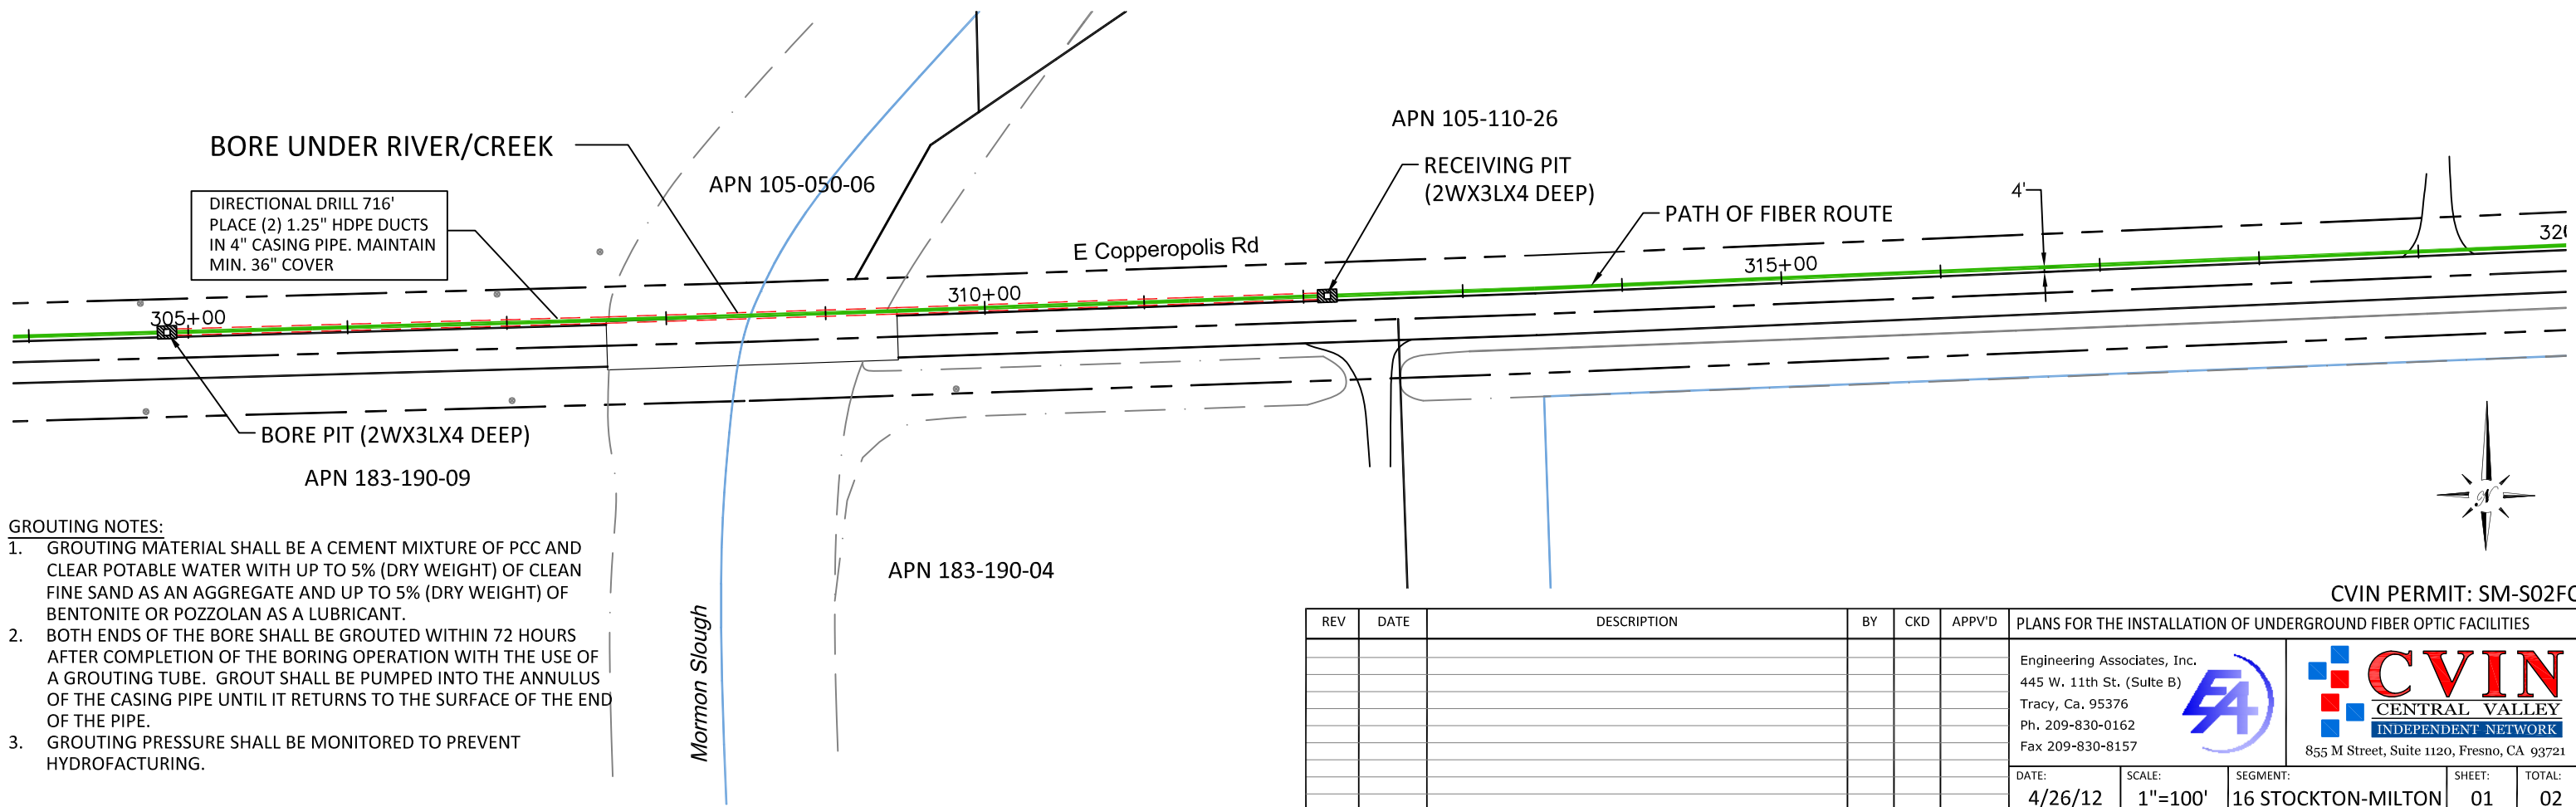 APN 105-110-26
BORE UNDER RIVER/CREEK
RECEIVING PIT
(2WX3LX4 DEEP)
APN 105-050-06
DIRECTIONAL DRILL 716'
PLACE (2) 1.25" HDPE DUCTS
IN 4" CASING PIPE. MAINTAIN
MIN. 36" COVER
4'
PATH OF FIBER ROUTE
E Copperopolis Rd
315+00
310+00
305+00
BORE PIT (2WX3LX4 DEEP)
APN 183-190-09
N
GROUTING NOTES:
1. GROUTING MATERIAL SHALL BE A CEMENT MIXTURE OF PCC AND
CLEAR POTABLE WATER WITH UP TO 5% (DRY WEIGHT) OF CLEAN
FINE SAND AS AN AGGREGATE AND UP TO 5% (DRY WEIGHT) OF
BENTONITE OR POZZOLAN AS A LUBRICANT.
2. BOTH ENDS OF THE BORE SHALL BE GROUTED WITHIN 72 HOURS
AFTER COMPLETION OF THE BORING OPERATION WITH THE USE OF
A GROUTING TUBE. GROUT SHALL BE PUMPED INTO THE ANNULUS
OF THE CASING PIPE UNTIL IT RETURNS TO THE SURFACE OF THE END
OF THE PIPE.
3. GROUTING PRESSURE SHALL BE MONITORED TO PREVENT
HYDROFACTURING.
APN 183-190-04
Mormon Slough
CVIN PERMIT: SM-S02F
REV DATE DESCRIPTION BY CKD APPV'D
PLANS FOR THE INSTALLATION OF UNDERGROUND FIBER OPTIC FACILITIES
Engineering Associates, Inc.
445 W. 11th St. (Suite B)
Tracy, Ca. 95376
Ph. 209-830-0162
Fax 209-830-8157
EA
CVIN
CENTRAL VALLEY
INDEPENDENT NETWORK
855 M Street, Suite 1120, Fresno, CA 93721
DATE: SCALE: SEGMENT: SHEET: TOTAL:
4/26/12 1"=100' 16 STOCKTON-MILTON 01 02